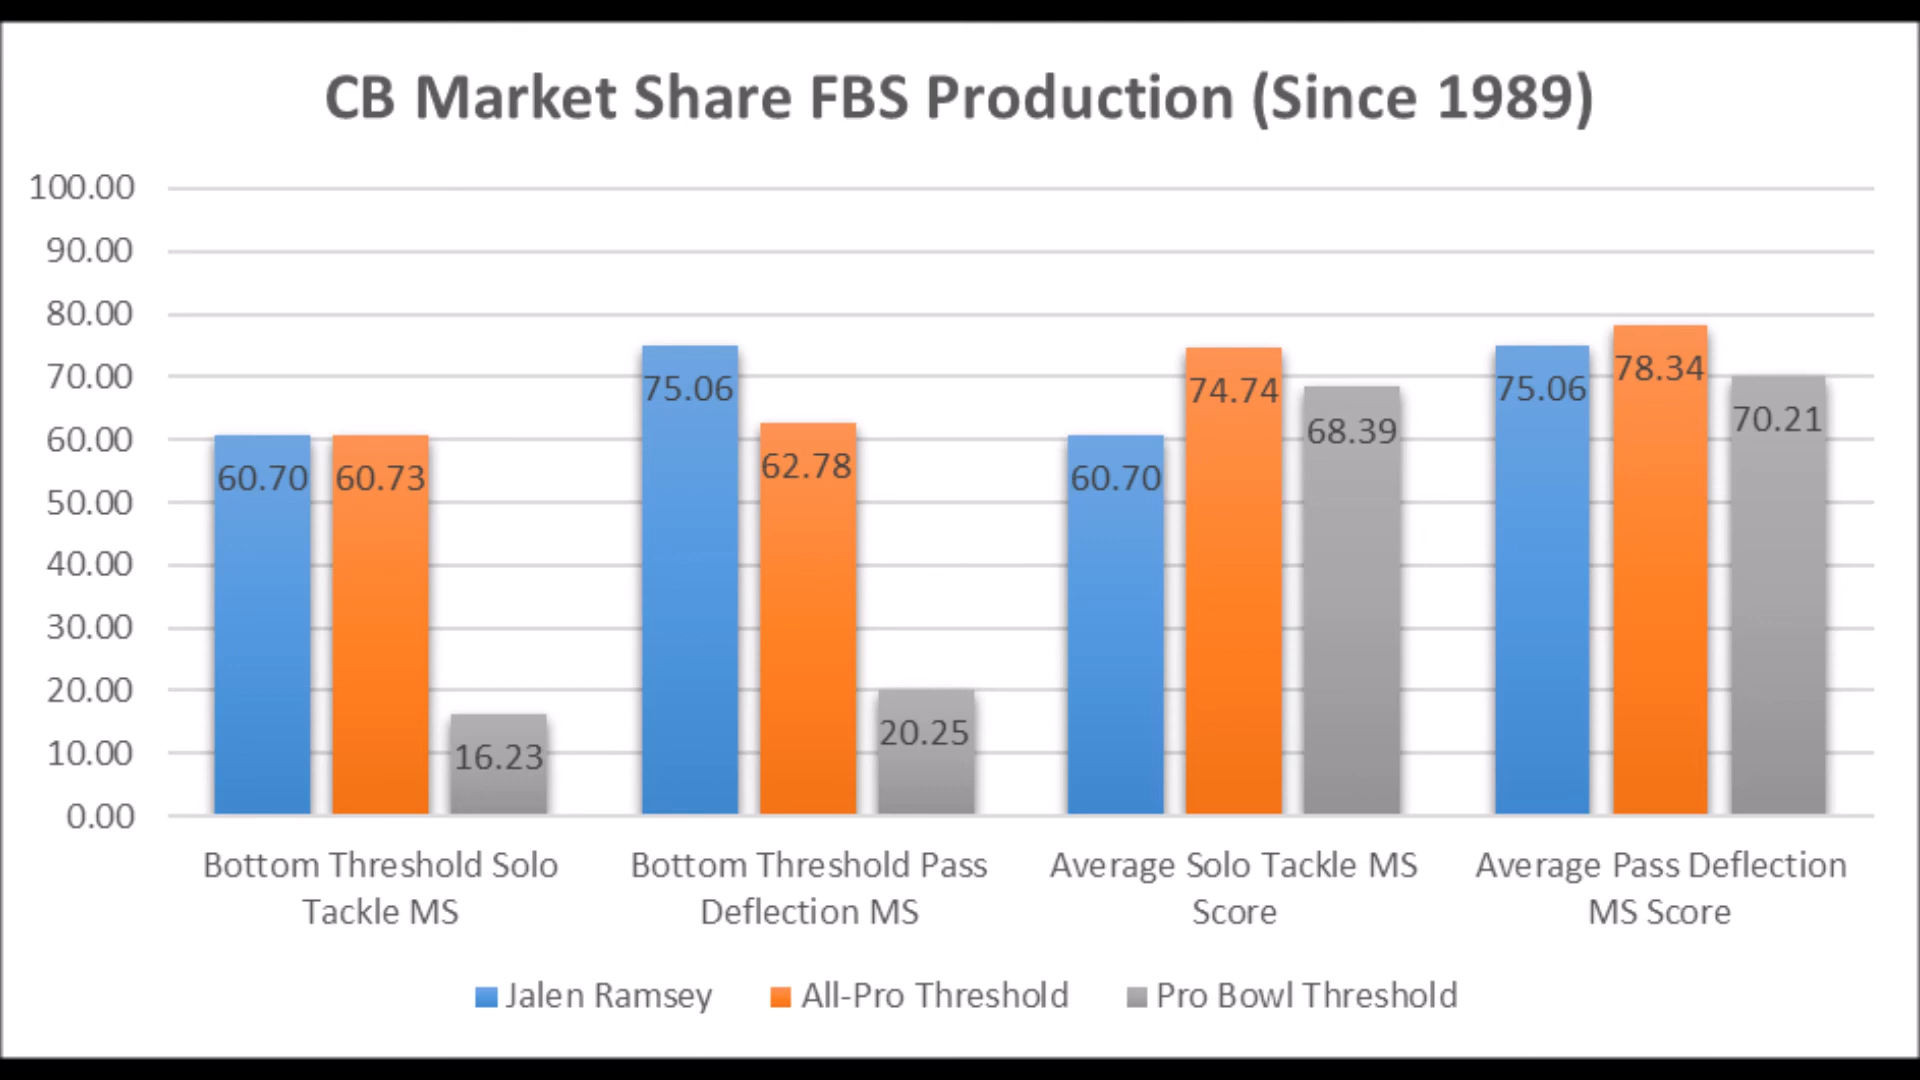 CB Market Share FBS Production (Since 1989)
100.00
90.00
80.00
70.00
60.00
50.00
40.00
30.00
20.00
10.00
0.00
60.70
60.73
16.23
75.06
62.78
20.25
60.70
74.74
68.39
75.06
78.34
70.21
Bottom Threshold Solo
Tackle MS
Bottom Threshold Pass
Deflection MS
Average Solo Tackle MS
Score
Average Pass Deflection
MS Score
Jalen Ramsey
All-Pro Threshold
Pro Bowl Threshold